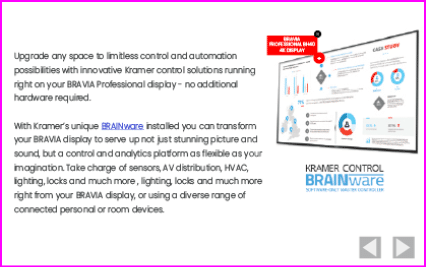 Upgrade any space to limitless control and automation
possibilities with innovative Kramer control solutions running
right on your BRAVIA Professional display - no additional
hardware required.
With Kramer's unique BRAINware installed you can transform
your BRAVIA display to serve up not just stunning picture and
sound, but a control and analytics platform as flexible as your
imagination. Take charge of sensors, AV distribution, HVAC,
lighting, locks and much more , lighting, locks and much more
right from your BRAVIA display, or using a diverse range of
connected personal or room devices.
BRAVIA
PROFESSIONAL BH40
4K DISPLAY
CASE STUDY
KRAMER CONTROL
BRAINware